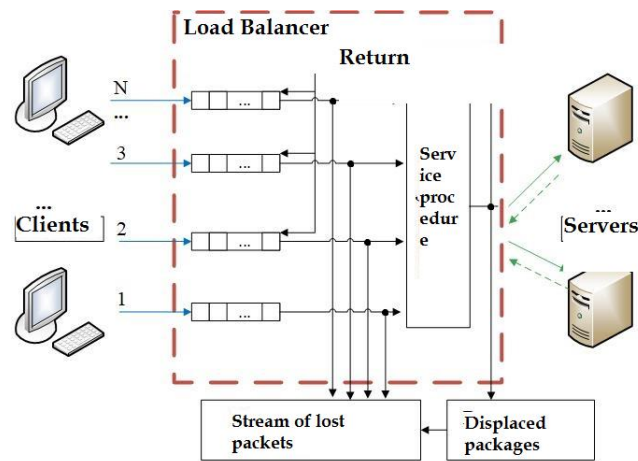 Load Balancer
Return
N
...
...
3
...
Serv
ice
proc
edur
e
...
Clients
2
...
...
Servers
1
...
Stream of lost
packets
Displaced
packages